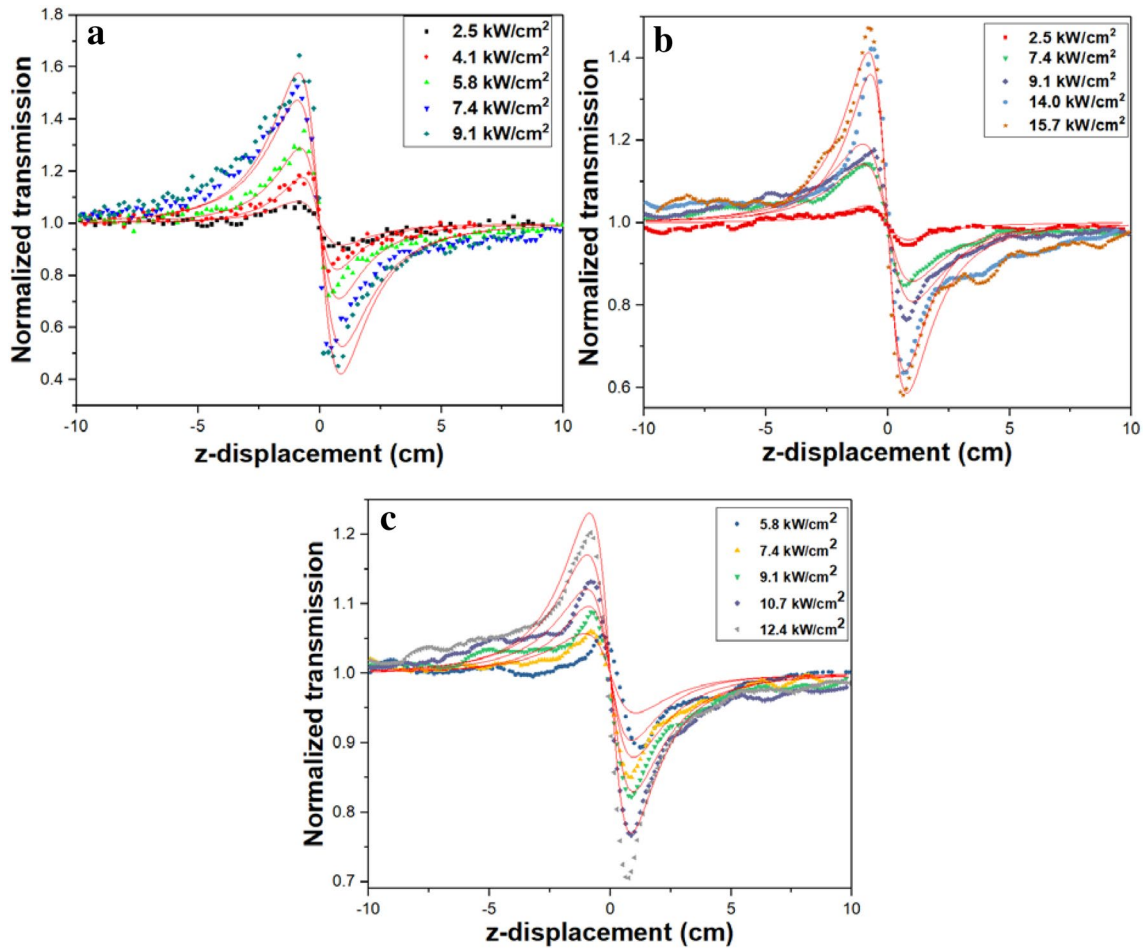 a
2.5 kW/cm²
4.1 kW/cm²
5.8 kW/cm²
7.4 kW/cm²
9.1 kW/cm²
Normalized transmission
1.8
1.6
1.4
1.2
1.0
0.8
0.6
0.4
-10
-5
0
5
10
z-displacement (cm)
b
2.5 kW/cm²
7.4 kW/cm²
9.1 kW/cm²
14.0 kW/cm²
15.7 kW/cm²
Normalized transmission
1.4
1.2
1.0
0.8
0.6
-10
-5
0
5
10
z-displacement (cm)
c
5.8 kW/cm²
7.4 kW/cm²
9.1 kW/cm²
10.7 kW/cm²
12.4 kW/cm²
Normalized transmission
1.2
1.1
1.0
0.9
0.8
0.7
-10
-5
0
5
10
z-displacement (cm)